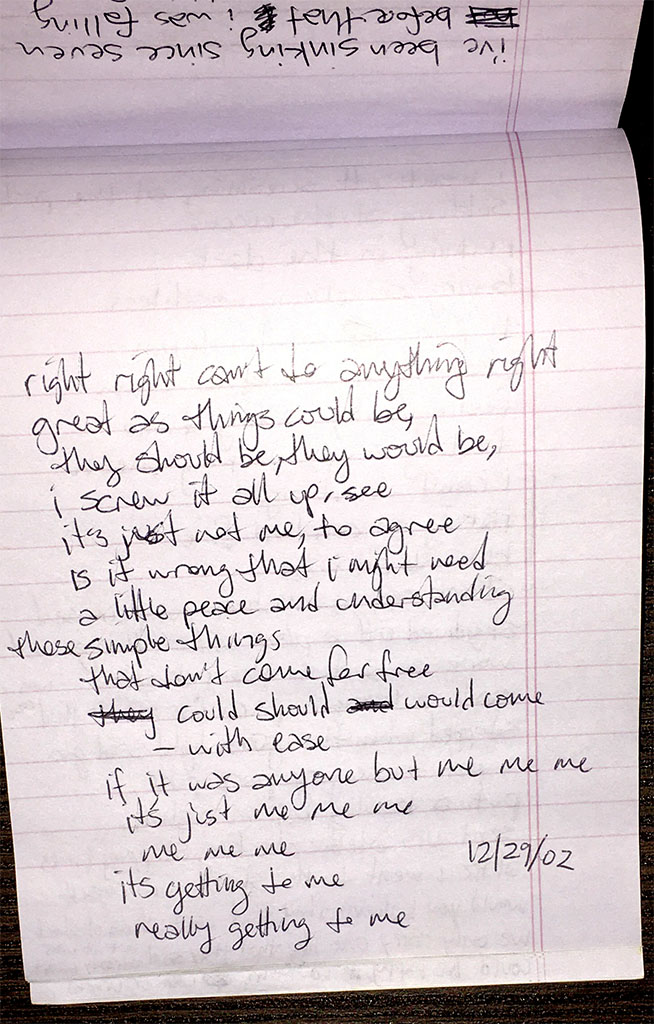 i've been sinking since seven
before that i was falling
right right can't do anything right
great as things could be,
they should be, they would be,
i screw it all up, see
it's just not me, to agree
is it wrong that i might need
a little peace and understanding
those simple things
that don't come for free
they could should and would come
– with ease
if it was anyone but me me me
it's just me me me
me me me
its getting to me
really getting to me
12/29/02